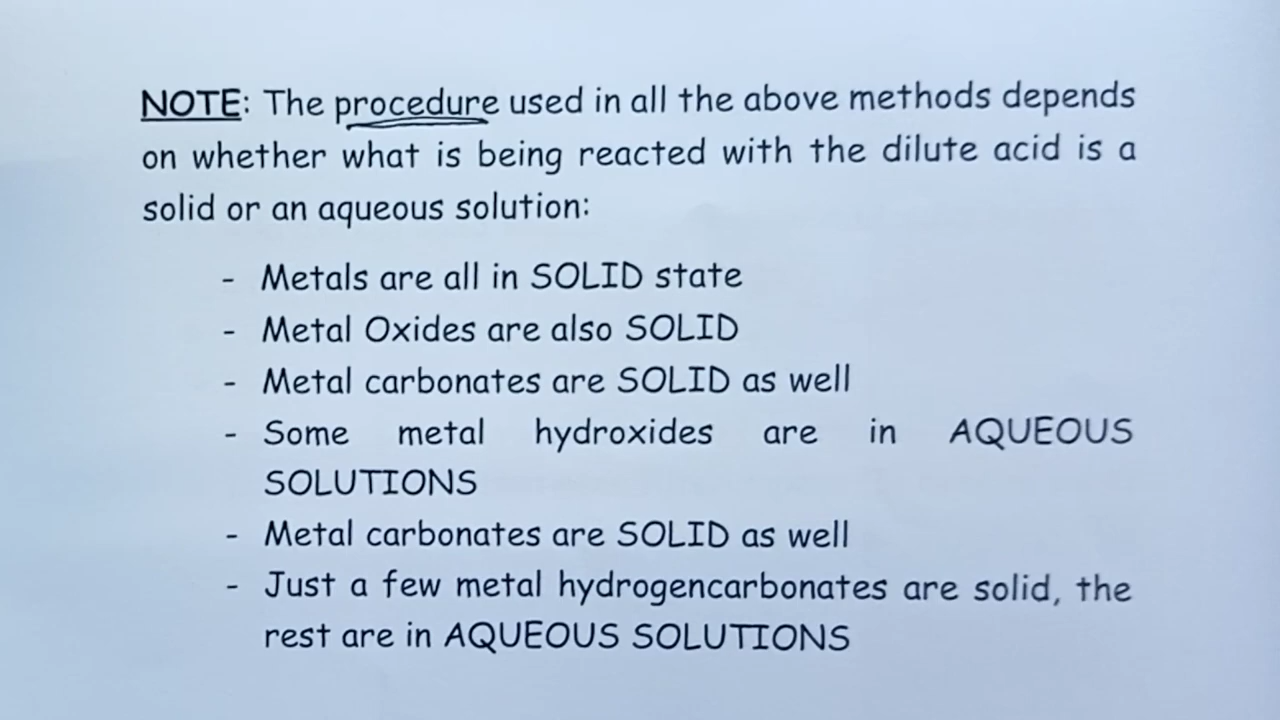 NOTE: The procedure used in all the above methods depends
on whether what is being reacted with the dilute acid is a
solid or an aqueous solution:
- Metals are all in SOLID state
- Metal Oxides are also SOLID
- Metal carbonates are SOLID as well
- Some metal hydroxides are in AQUEOUS
SOLUTIONS
- Metal carbonates are SOLID as well
- Just a few metal hydrogencarbonates are solid, the
rest are in AQUEOUS SOLUTIONS